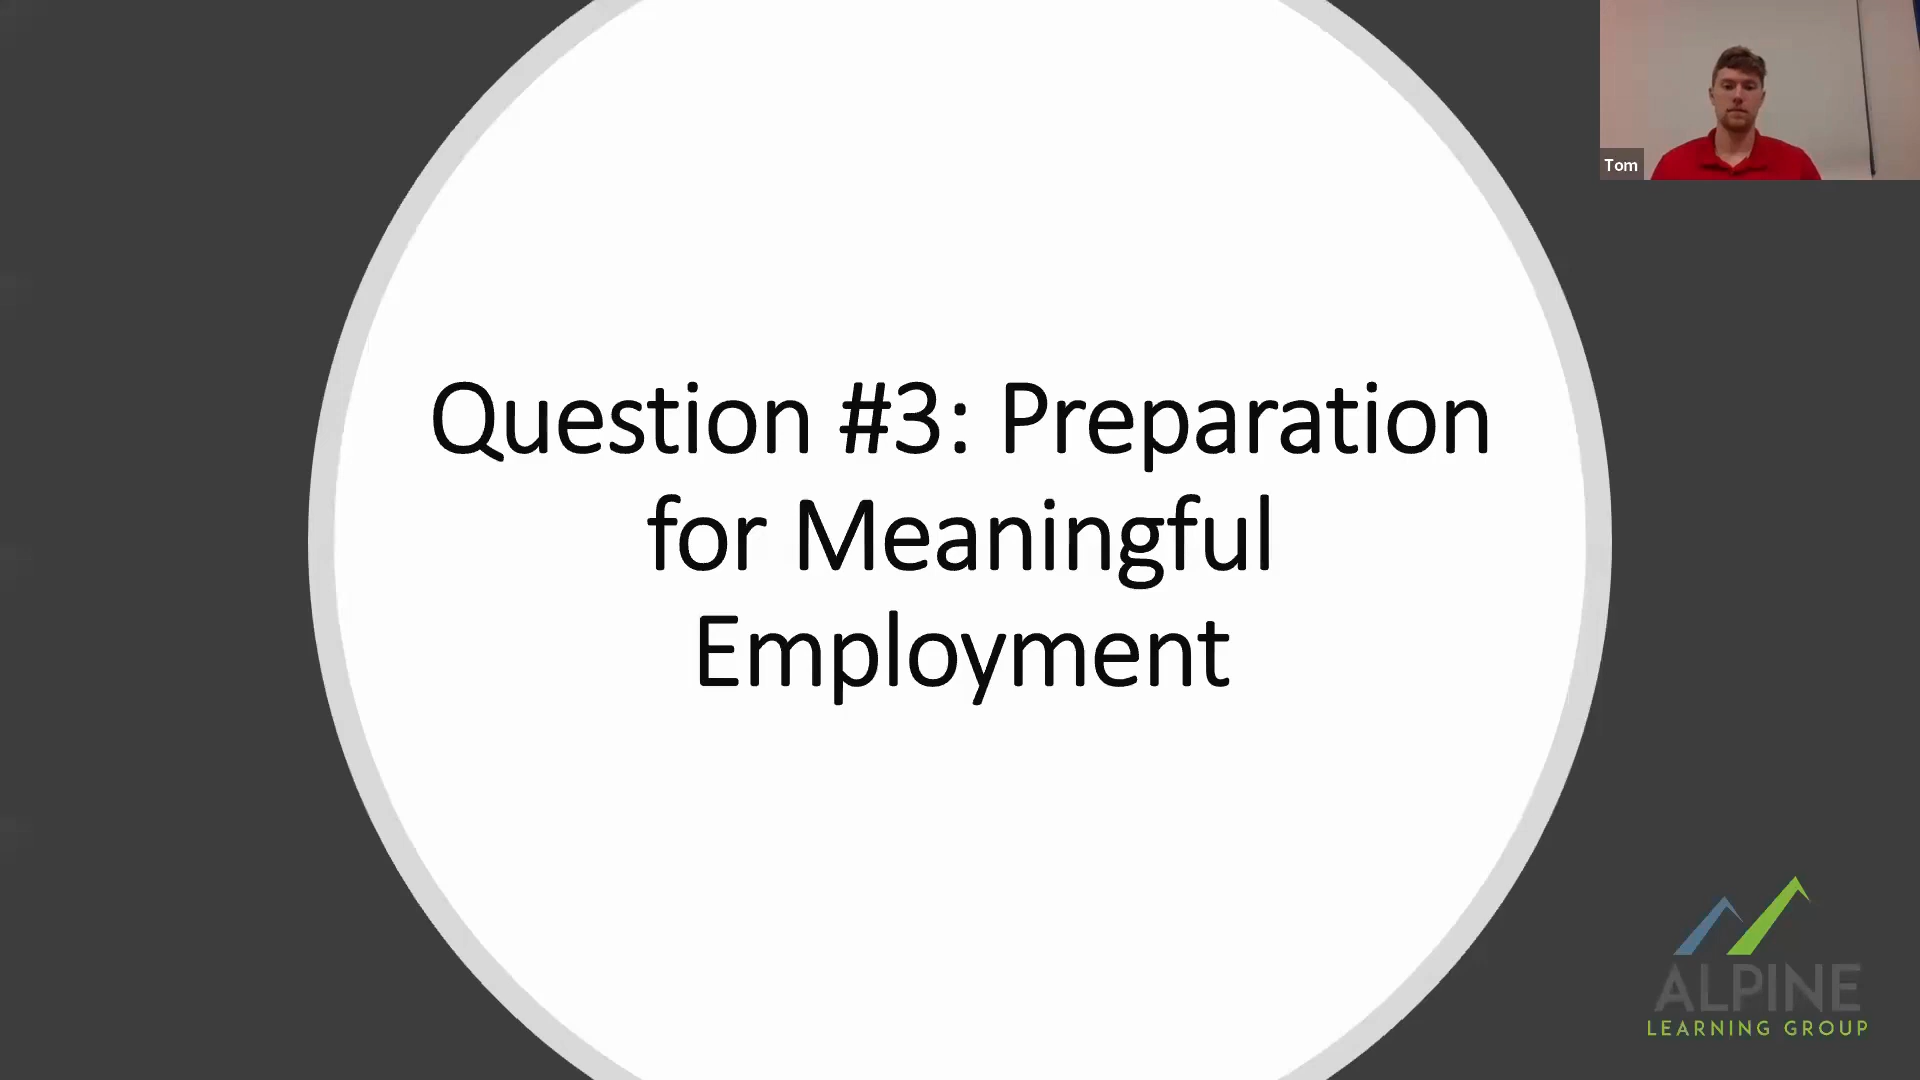 Tom
Question #3: Preparation
for Meaningful
Employment
ALPINE
LEARNING GROUP